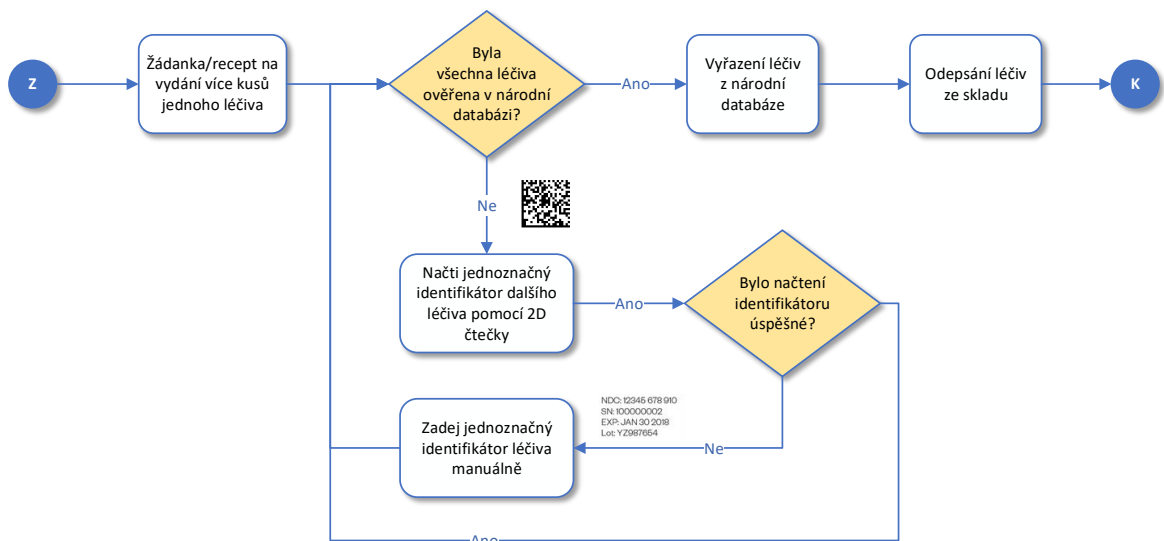 Z
Žádanka/recept na
vydání více kusů
jednoho léčiva
Byla
všechna léčiva
ověřena v národní
databázi?
Ano
Vyřazení léčiv
z národní
databáze
Odepsání léčiv
ze skladu
K
Ne
Načti jednoznačný
identifikátor dalšího
léčiva pomocí 2D
čtečky
Ano
Bylo načtení
identifikátoru
úspěšné?
Zadej jednoznačný
identifikátor léčiva
manuálně
NDC: 12345 678 910
SN: 100000002
EXP: JAN 30 2018
Lot: YZ987654
Ne
Ano